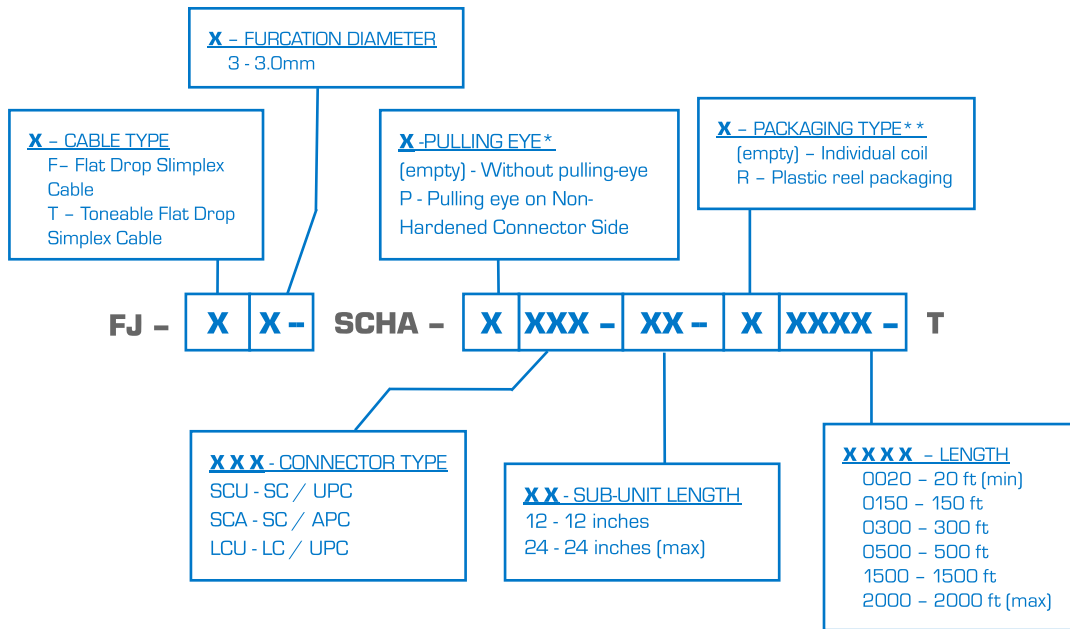 X – FURCATION DIAMETER
3 - 3.0mm
X – CABLE TYPE
F– Flat Drop Slimplex
Cable
T – Toneable Flat Drop
Simplex Cable
X -PULLING EYE*
(empty) - Without pulling-eye
P - Pulling eye on Non-
Hardened Connector Side
X – PACKAGING TYPE**
(empty) – Individual coil
R – Plastic reel packaging
FJ – X X -- SCHA – X XXX – XX -- X XXXX – T
X X X - CONNECTOR TYPE
SCU - SC / UPC
SCA - SC / APC
LCU - LC / UPC
X X - SUB-UNIT LENGTH
12 - 12 inches
24 - 24 inches (max)
X X X X – LENGTH
0020 – 20 ft (min)
0150 – 150 ft
0300 – 300 ft
0500 – 500 ft
1500 – 1500 ft
2000 – 2000 ft (max)